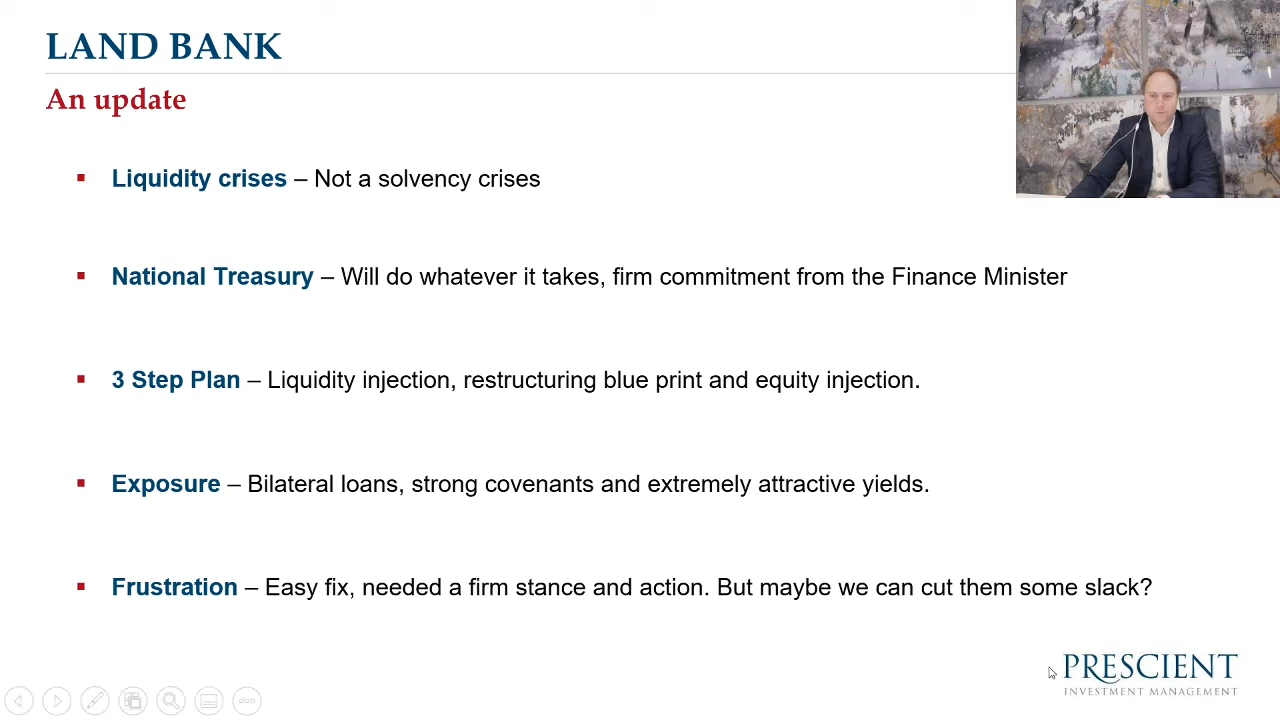 LAND BANK
An update
Liquidity crises – Not a solvency crises
National Treasury – Will do whatever it takes, firm commitment from the Finance Minister
3 Step Plan – Liquidity injection, restructuring blue print and equity injection.
Exposure – Bilateral loans, strong covenants and extremely attractive yields.
Frustration – Easy fix, needed a firm stance and action. But maybe we can cut them some slack?
PRESCIENT
INVESTMENT MANAGEMENT